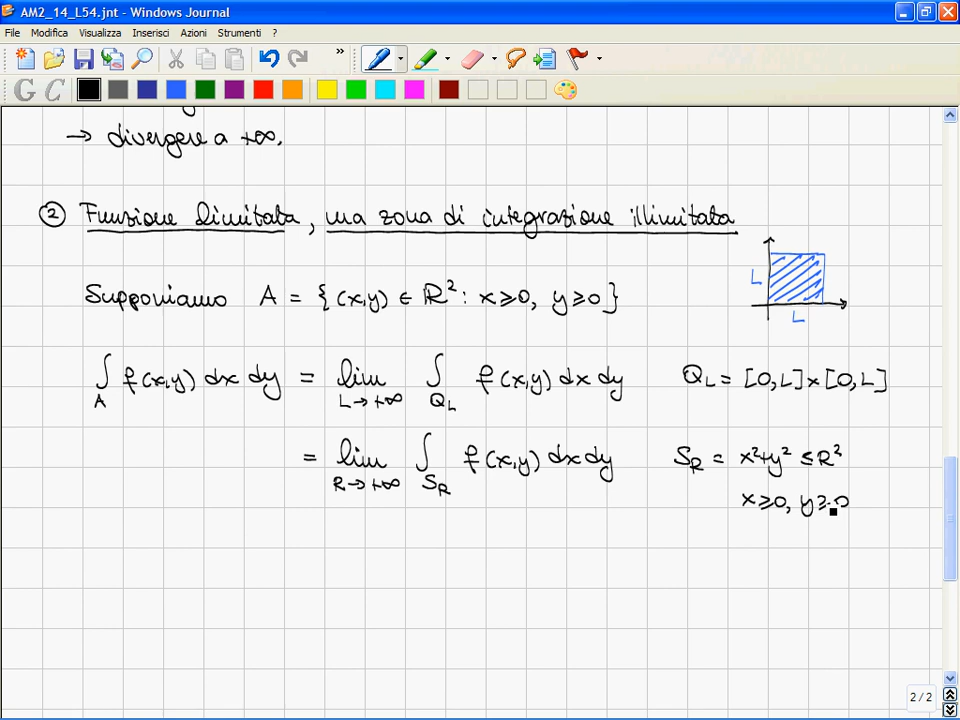 AM2_14_L54.jnt - Windows Journal
File Modifica Visualizza Inserisci Azioni Strumenti ?
G C
→ divergere a +∞.
② Funzione limitata, ma zona di integrazione illimitata
Supponiamo A = {(x,y) ∈ ℝ²: x≥0, y≥0}
L
L
∫_A f(x,y) dx dy = lim_{L→+∞} ∫_{Q_L} f(x,y) dx dy Q_L = [0,L]×[0,L]
= lim_{R→+∞} ∫_{S_R} f(x,y) dx dy S_R = x²+y² ≤ R²
x≥0, y≥0
2 / 2